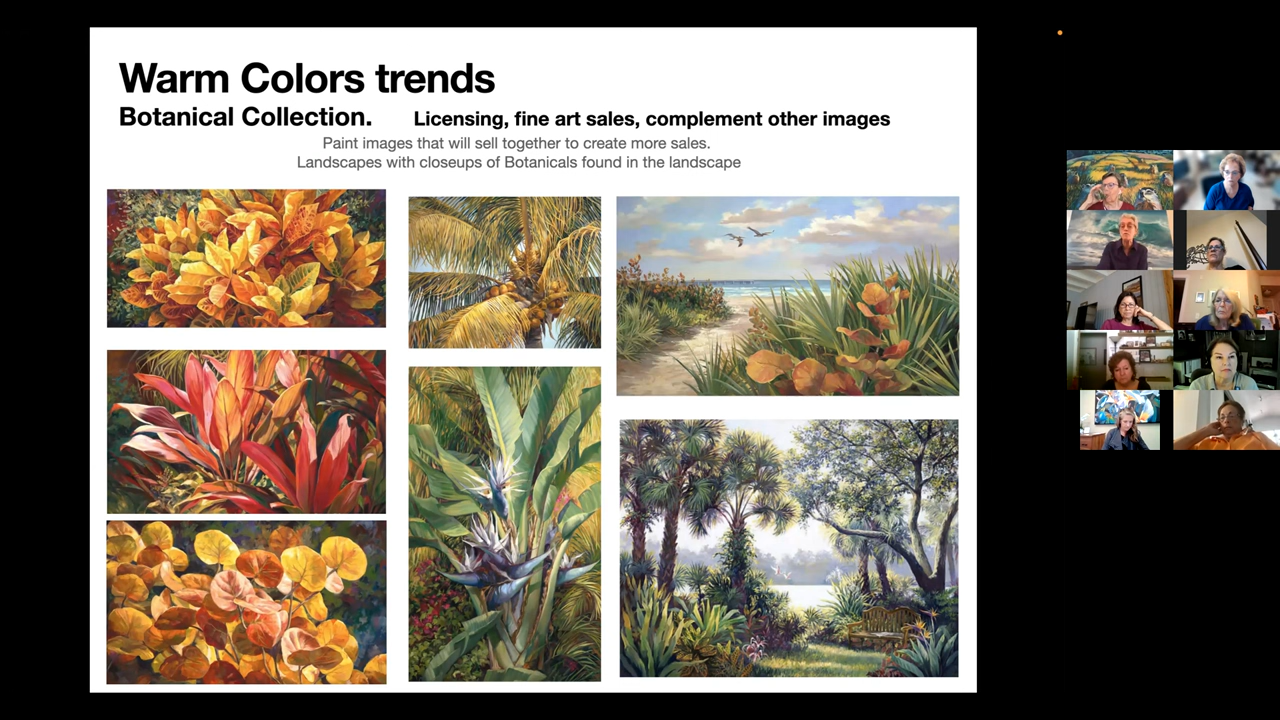 Warm Colors trends
Botanical Collection. Licensing, fine art sales, complement other images
Paint images that will sell together to create more sales.
Landscapes with closeups of Botanicals found in the landscape